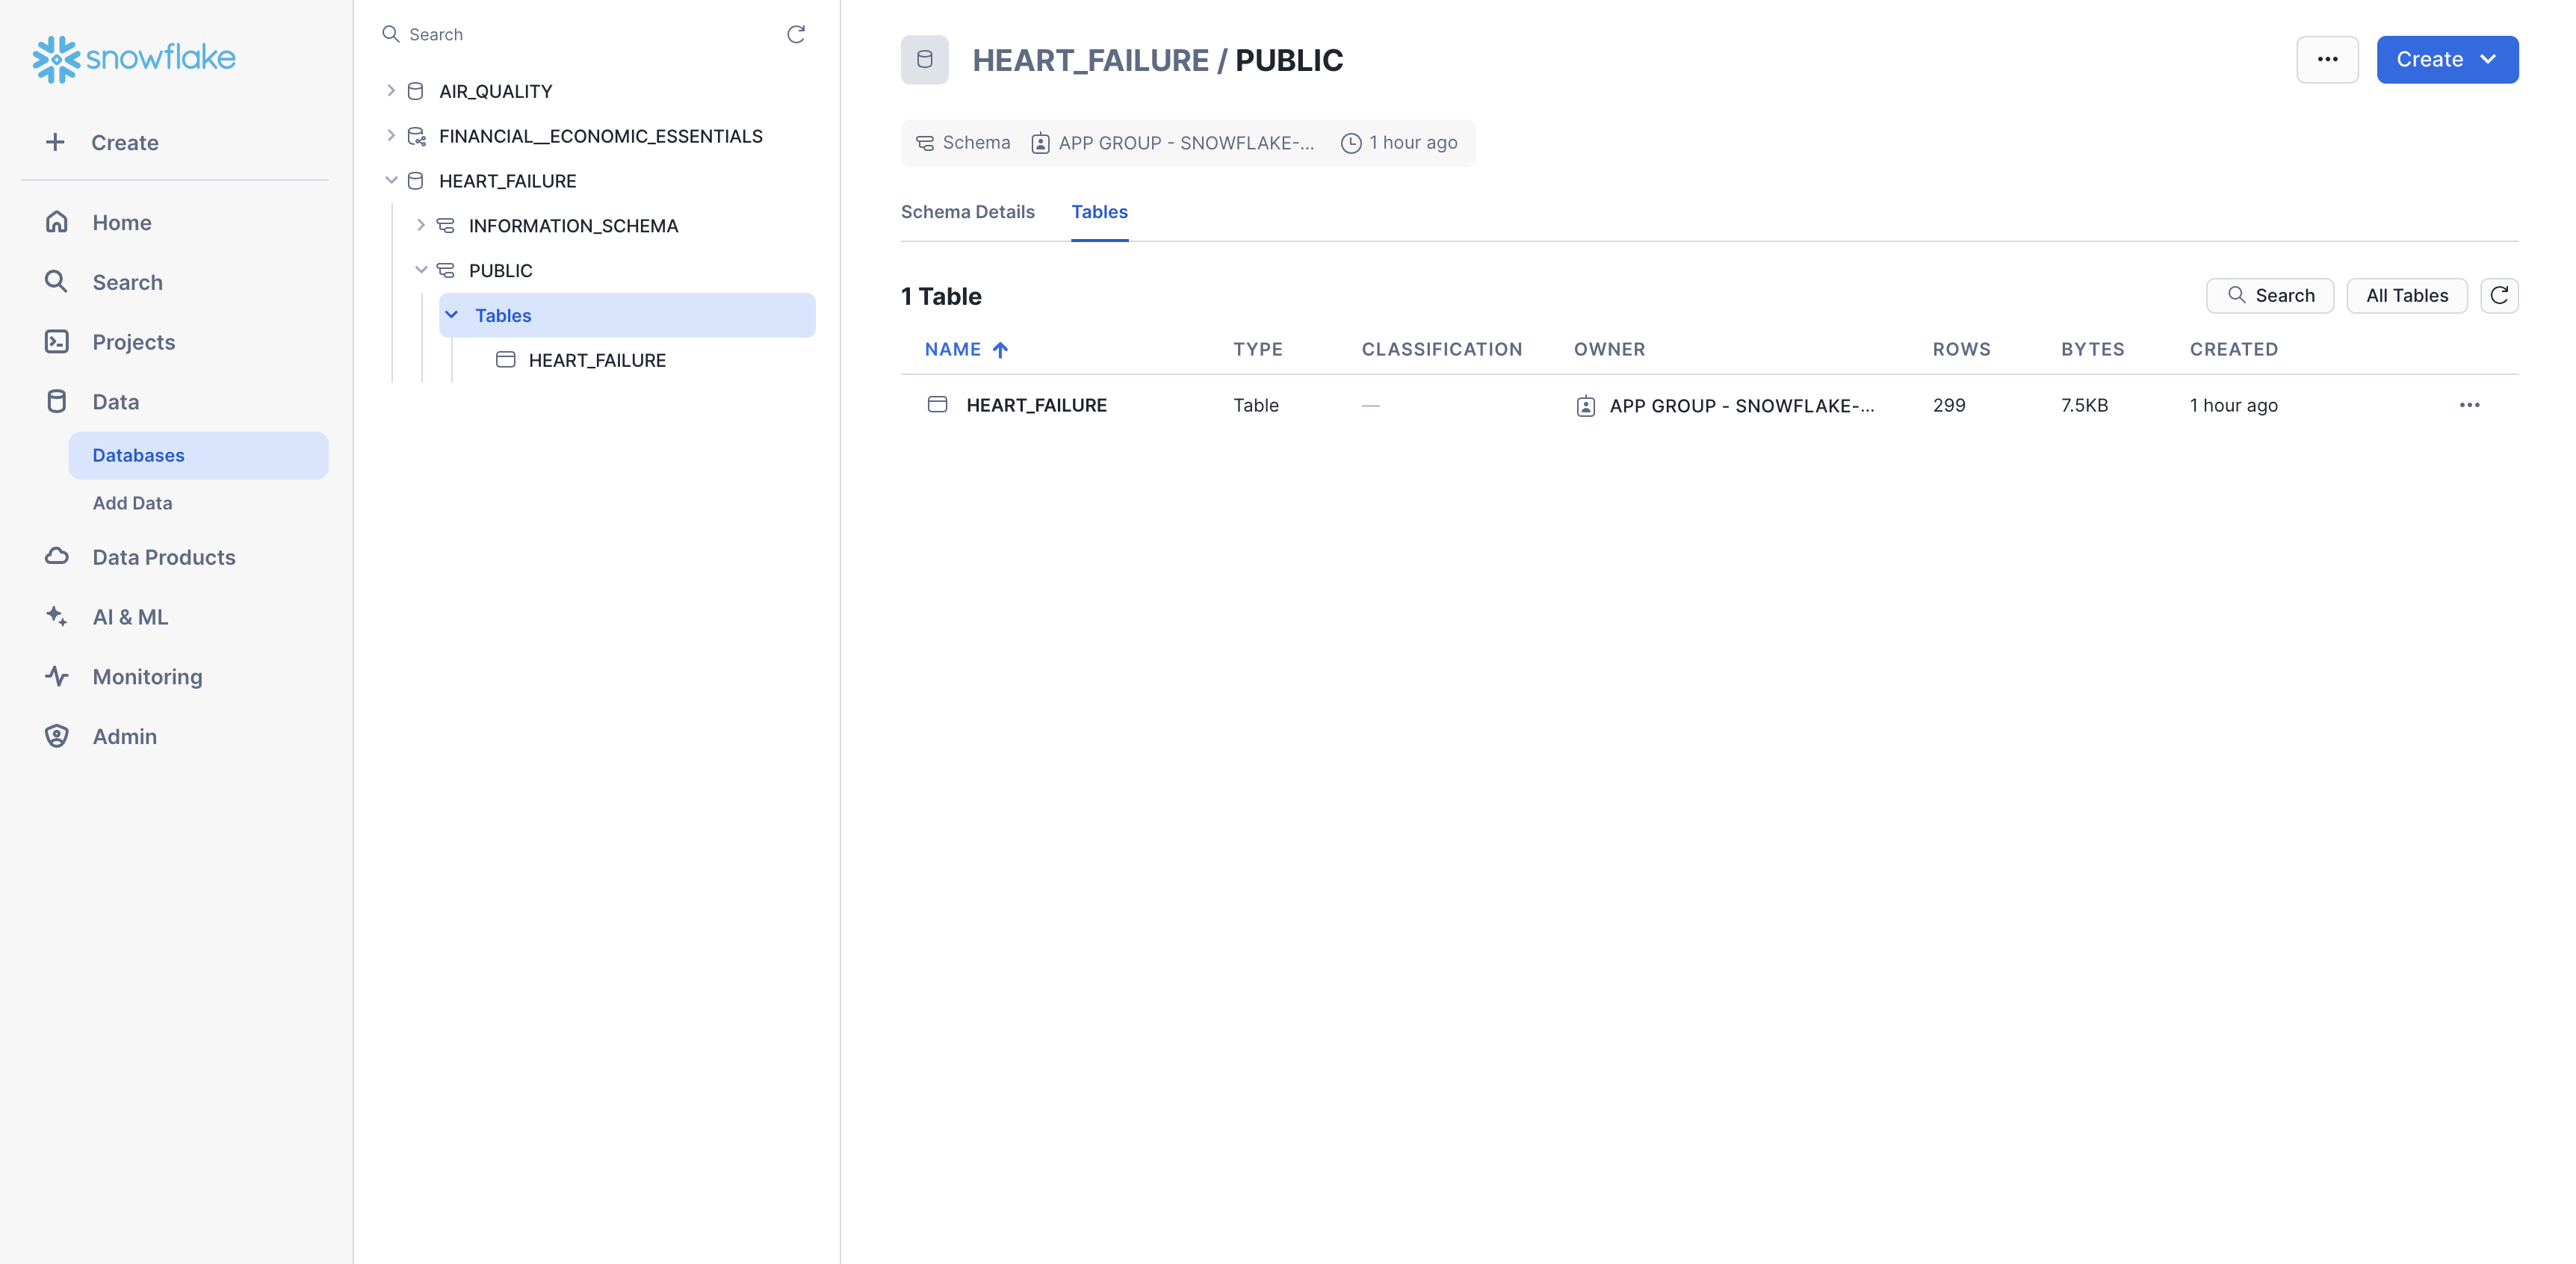 snowflake
Create
Home
Search
Projects
Data
Databases
Add Data
Data Products
AI & ML
Monitoring
Admin
Search
AIR_QUALITY
FINANCIAL__ECONOMIC_ESSENTIALS
HEART_FAILURE
INFORMATION_SCHEMA
PUBLIC
Tables
HEART_FAILURE
HEART_FAILURE / PUBLIC
... Create
Schema APP GROUP - SNOWFLAKE-... 1 hour ago
Schema Details Tables
1 Table Search All Tables
NAME TYPE CLASSIFICATION OWNER ROWS BYTES CREATED
HEART_FAILURE Table — APP GROUP - SNOWFLAKE-... 299 7.5KB 1 hour ago ...